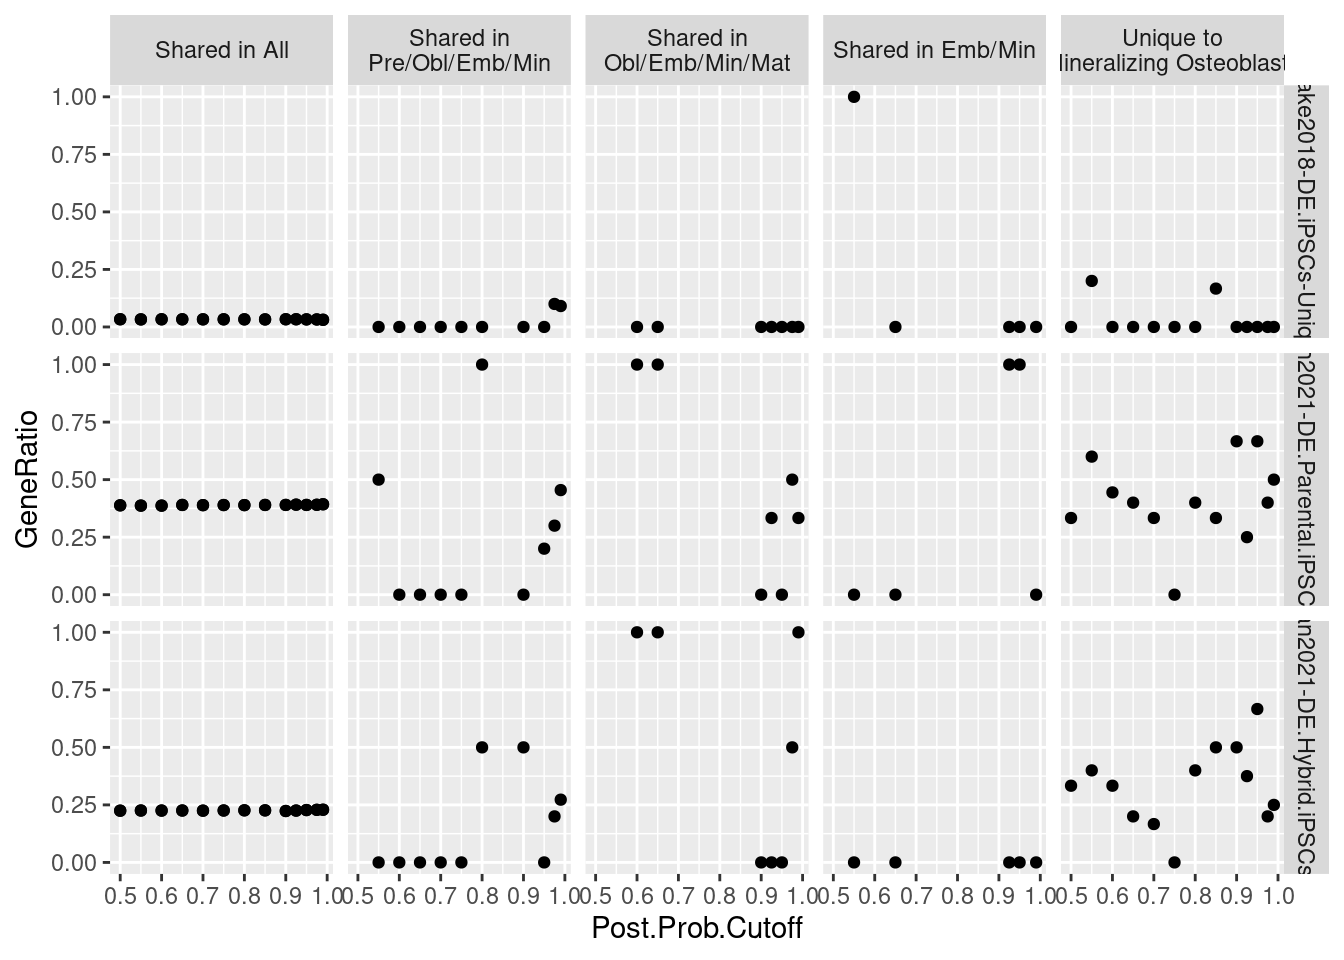 Shared in All
Shared in
Pre/Obl/Emb/Min
Shared in
Obl/Emb/Min/Mat
Shared in Emb/Min
Unique to
lineralizing Osteoblast
1.00
0.75
0.50
0.25
0.00
ake2018-DE.iPSCs-Uniq
1.00
0.75
0.50
0.25
0.00
n2021-DE.Parental.iPSC
1.00
0.75
0.50
0.25
0.00
in2021-DE.Hybrid.iPSCs
GeneRatio
0.5 0.6 0.7 0.8 0.9 1.0
0.5 0.6 0.7 0.8 0.9 1.0
0.5 0.6 0.7 0.8 0.9 1.0
0.5 0.6 0.7 0.8 0.9 1.0
0.5 0.6 0.7 0.8 0.9 1.0
Post.Prob.Cutoff